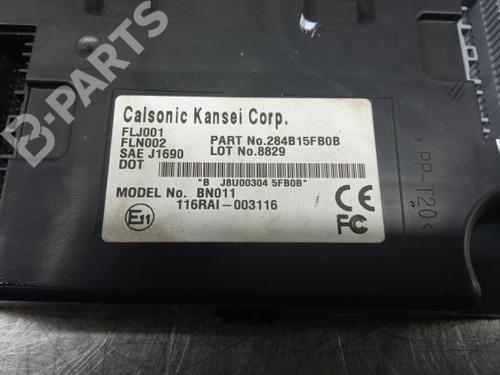 BPARTS
Calsonic Kansei Corp.
FLJ001
FLN002 PART No.284B15FB0B
SAE J1690 LOT No.8829
DOT
*B J8U00304 5FB0B*
MODEL No. BN011
116RAI-003116
E11
CE
FC
>PP-T20<